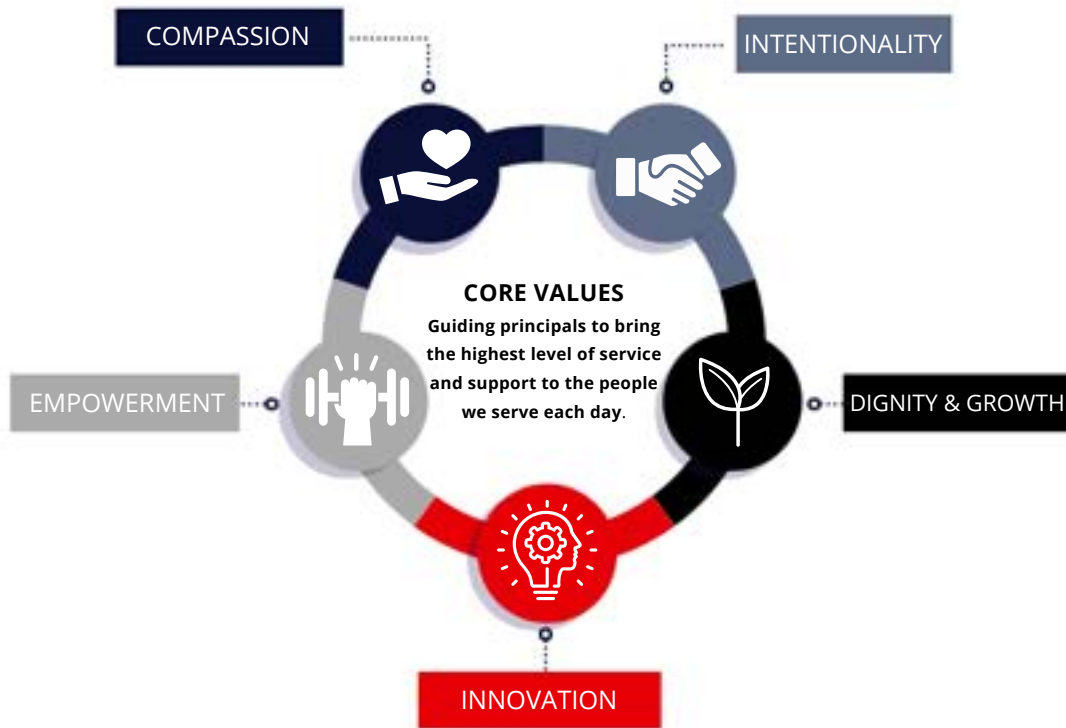 COMPASSION
INTENTIONALITY
CORE VALUES
Guiding principals to bring
the highest level of service
and support to the people
we serve each day.
EMPOWERMENT
DIGNITY & GROWTH
INNOVATION